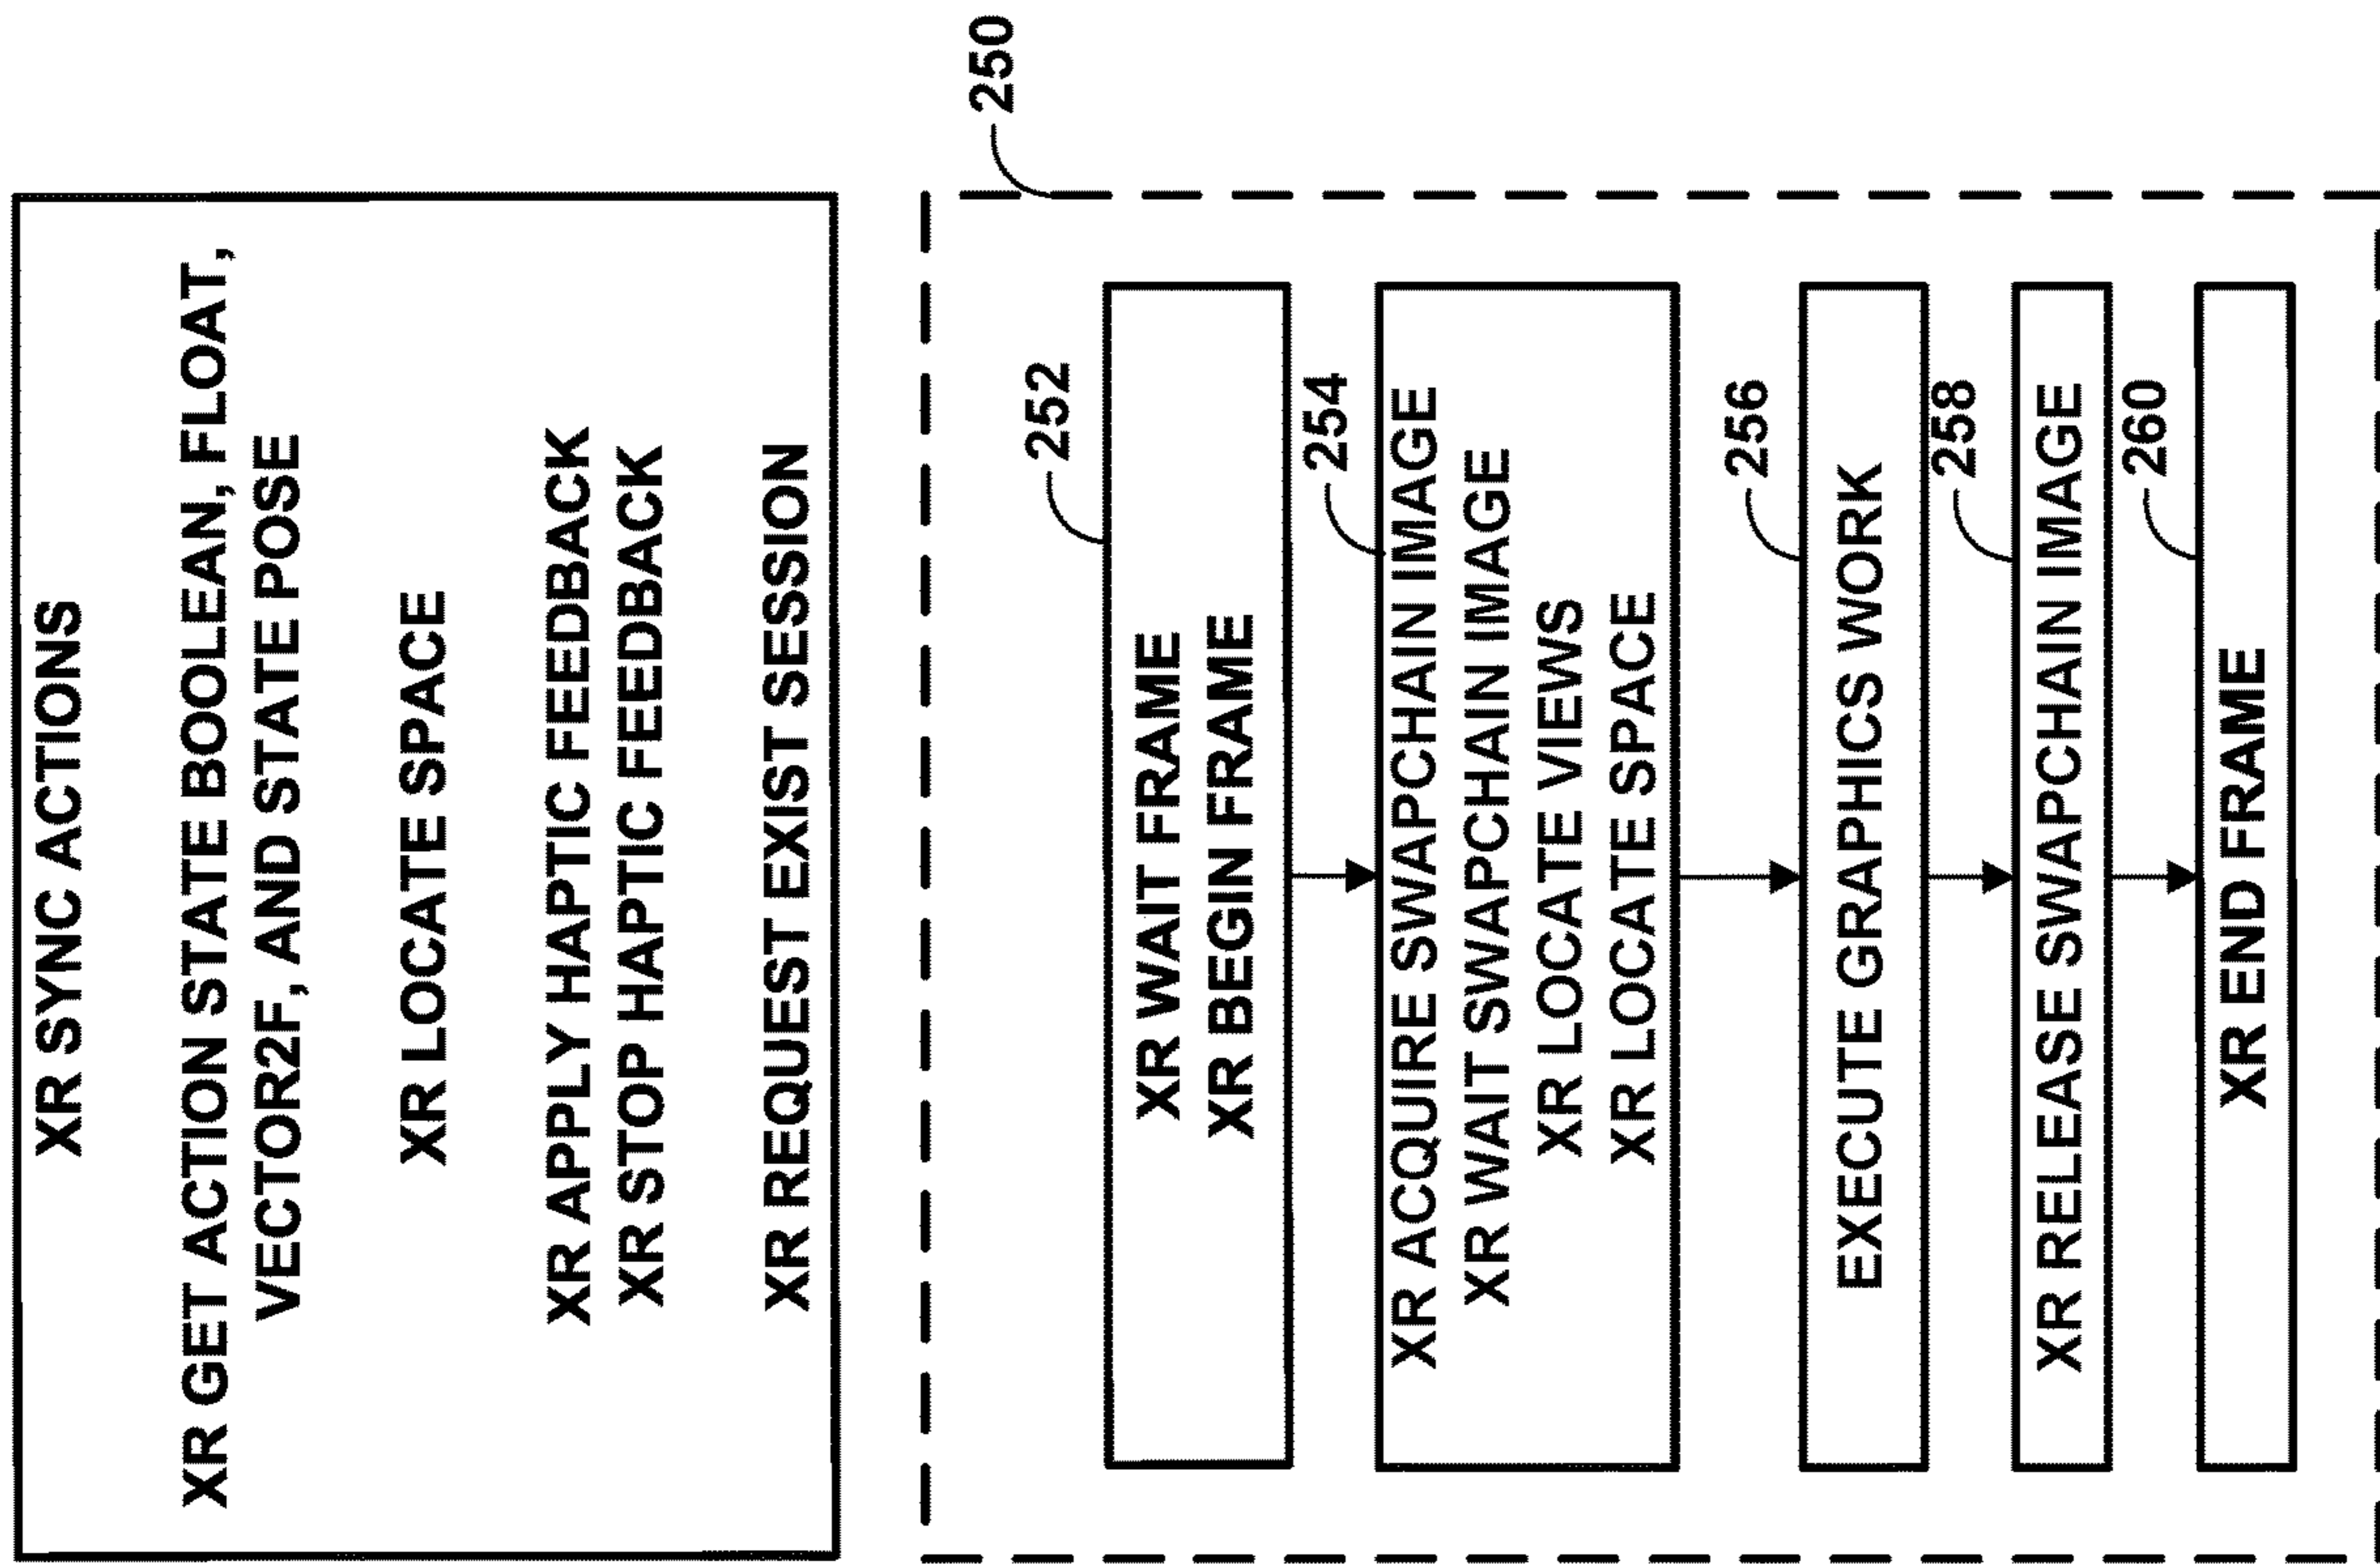 XR SYNC ACTIONS
XR GET ACTION STATE BOOLEAN, FLOAT,
VECTOR2F, AND STATE POSE
XR LOCATE SPACE
XR APPLY HAPTIC FEEDBACK
XR STOP HAPTIC FEEDBACK
XR REQUEST EXIST SESSION
250
252
XR WAIT FRAME
XR BEGIN FRAME
254
XR ACQUIRE SWAPCHAIN IMAGE
XR WAIT SWAPCHAIN IMAGE
XR LOCATE VIEWS
XR LOCATE SPACE
256
EXECUTE GRAPHICS WORK
258
XR RELEASE SWAPCHAIN IMAGE
260
XR END FRAME